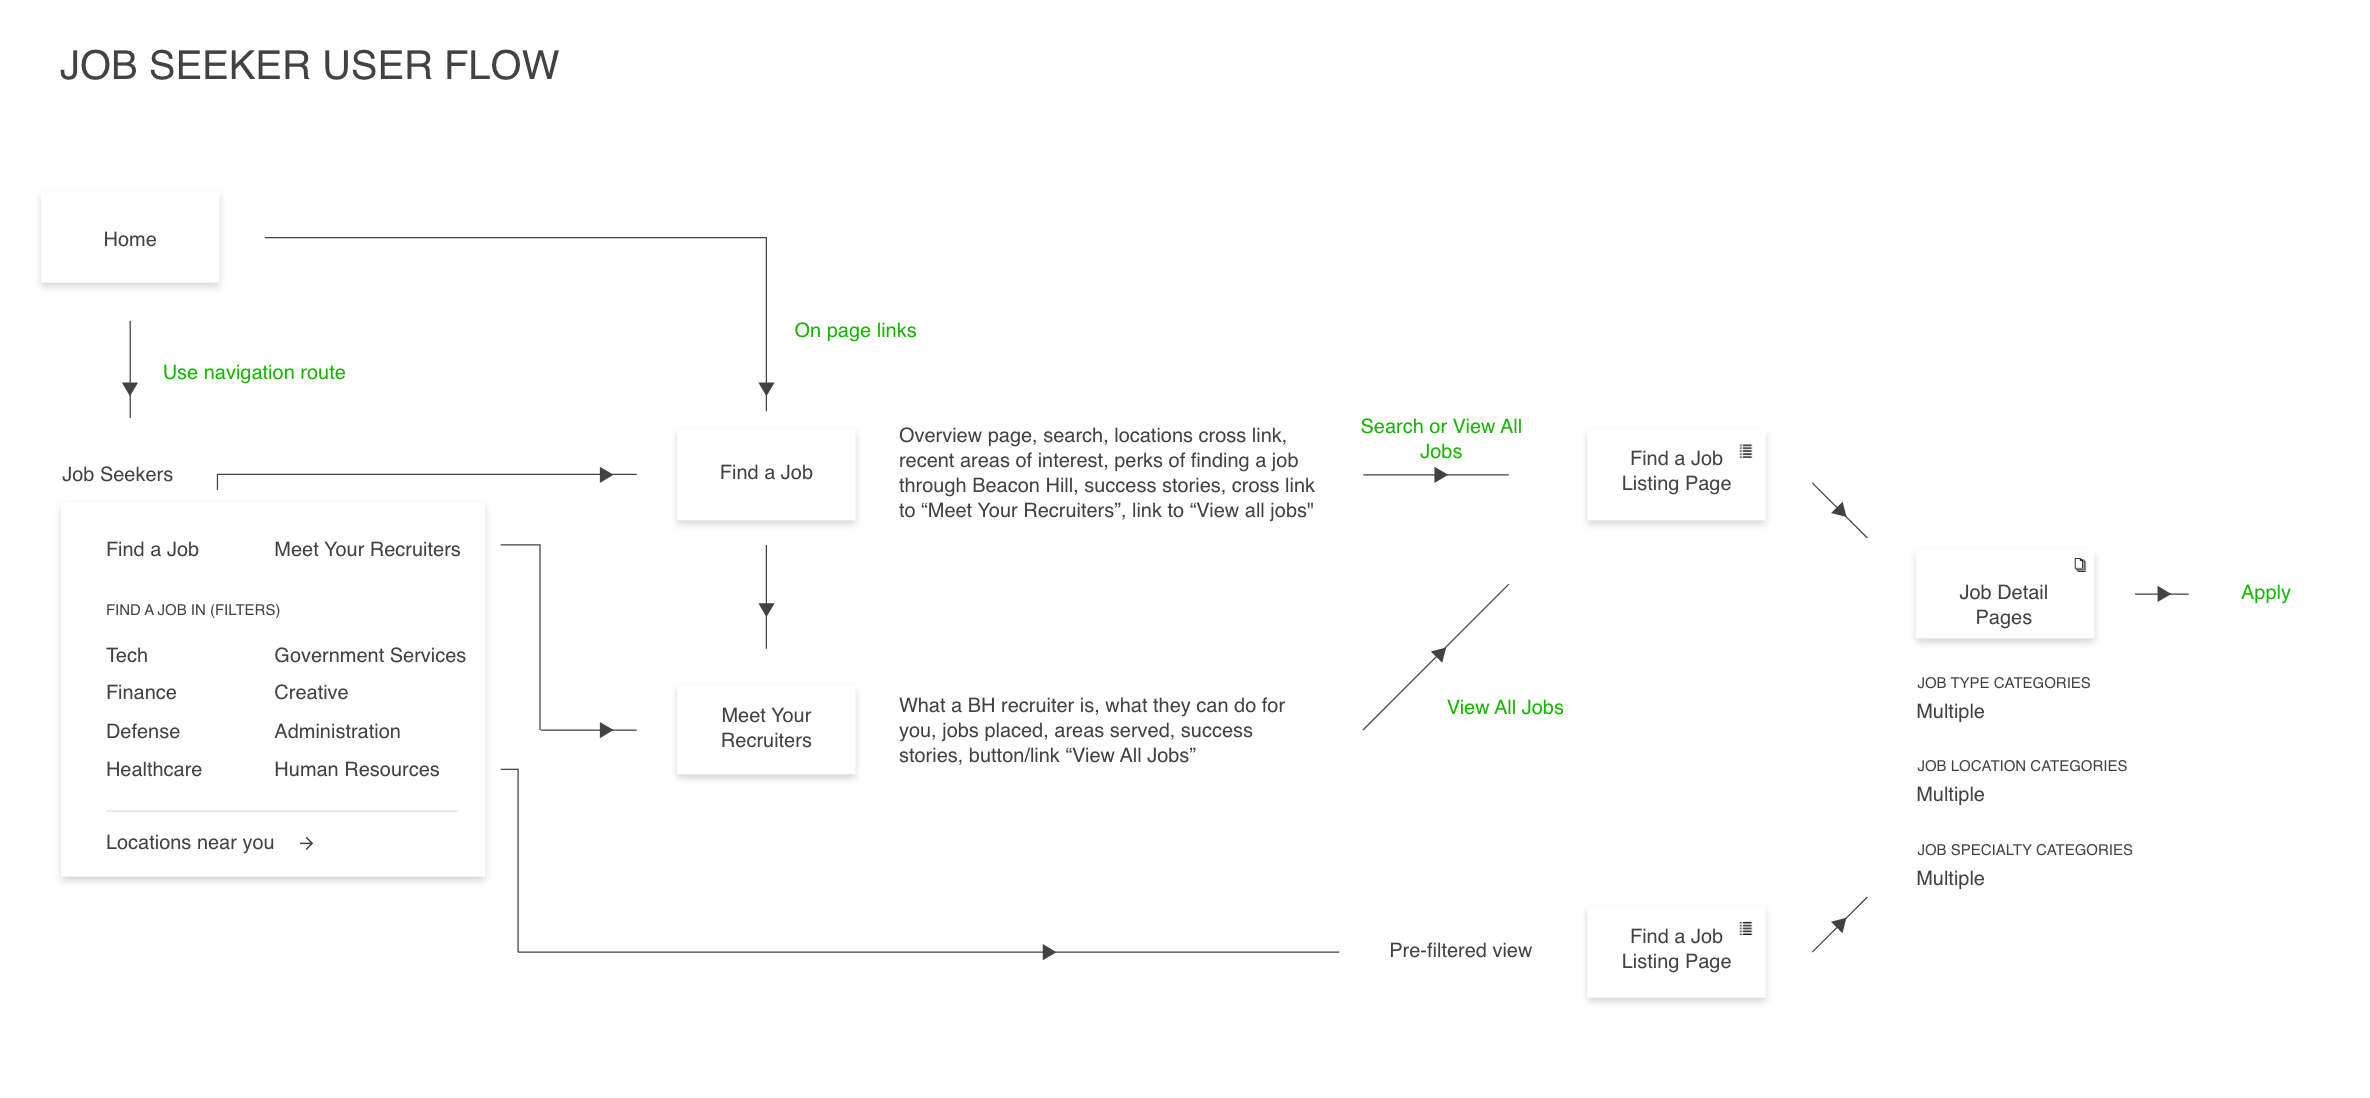 JOB SEEKER USER FLOW
Home
On page links
Use navigation route
Job Seekers
Find a Job
Meet Your Recruiters
FIND A JOB IN (FILTERS)
Tech
Government Services
Finance
Creative
Defense
Administration
Healthcare
Human Resources
Locations near you
Find a Job
Overview page, search, locations cross link,
recent areas of interest, perks of finding a job
through Beacon Hill, success stories, cross link
to “Meet Your Recruiters”, link to “View all jobs"
Search or View All
Jobs
Find a Job
Listing Page
Meet Your
Recruiters
What a BH recruiter is, what they can do for
you, jobs placed, areas served, success
stories, button/link “View All Jobs”
View All Jobs
Job Detail
Pages
Apply
JOB TYPE CATEGORIES
Multiple
JOB LOCATION CATEGORIES
Multiple
JOB SPECIALTY CATEGORIES
Multiple
Pre-filtered view
Find a Job
Listing Page